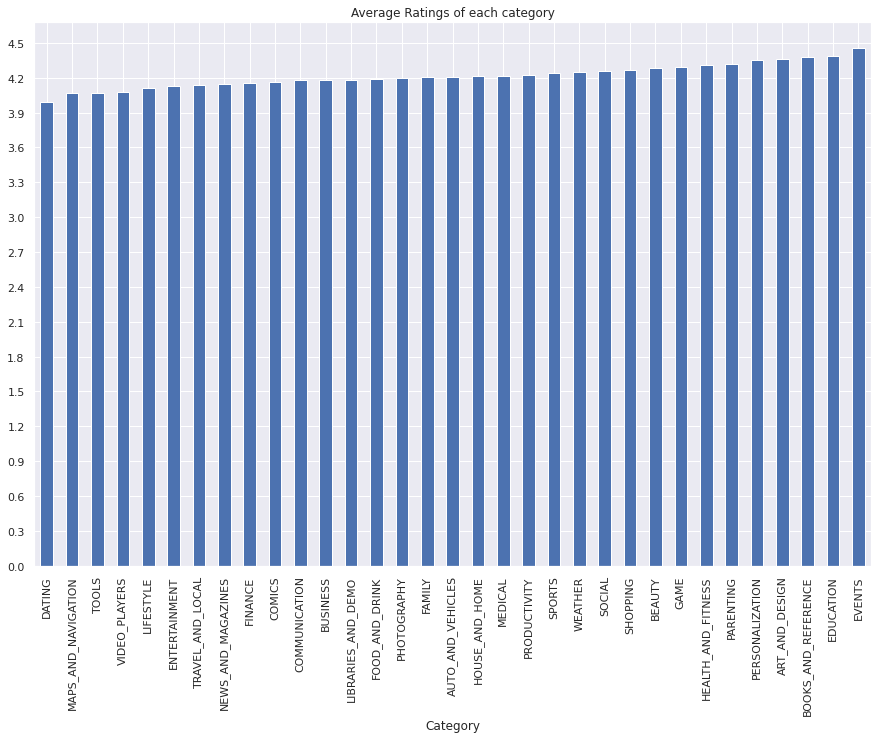 Average Ratings of each category
4.5
4.2
3.9
3.6
3.3
3.0
2.7
2.4
2.1
1.8
1.5
1.2
0.9
0.6
0.3
0.0
DATING
MAPS_AND_NAVIGATION
TOOLS
VIDEO_PLAYERS
LIFESTYLE
ENTERTAINMENT
TRAVEL_AND_LOCAL
NEWS_AND_MAGAZINES
FINANCE
COMICS
COMMUNICATION
BUSINESS
LIBRARIES_AND_DEMO
FOOD_AND_DRINK
PHOTOGRAPHY
FAMILY
AUTO_AND_VEHICLES
HOUSE_AND_HOME
MEDICAL
PRODUCTIVITY
SPORTS
WEATHER
SOCIAL
SHOPPING
BEAUTY
GAME
HEALTH_AND_FITNESS
PARENTING
PERSONALIZATION
ART_AND_DESIGN
BOOKS_AND_REFERENCE
EDUCATION
EVENTS
Category